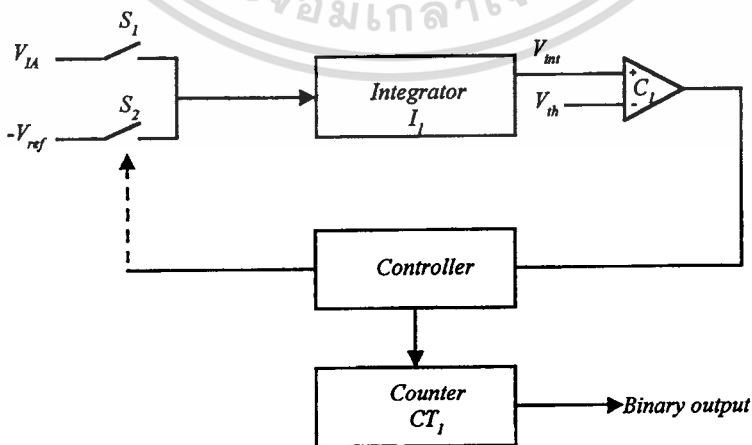 S₁
V_IA
S₂
-V_ref
Integrator
I₁
V_int
V_th
+
-
C₁
Controller
Counter
CT₁
Binary output